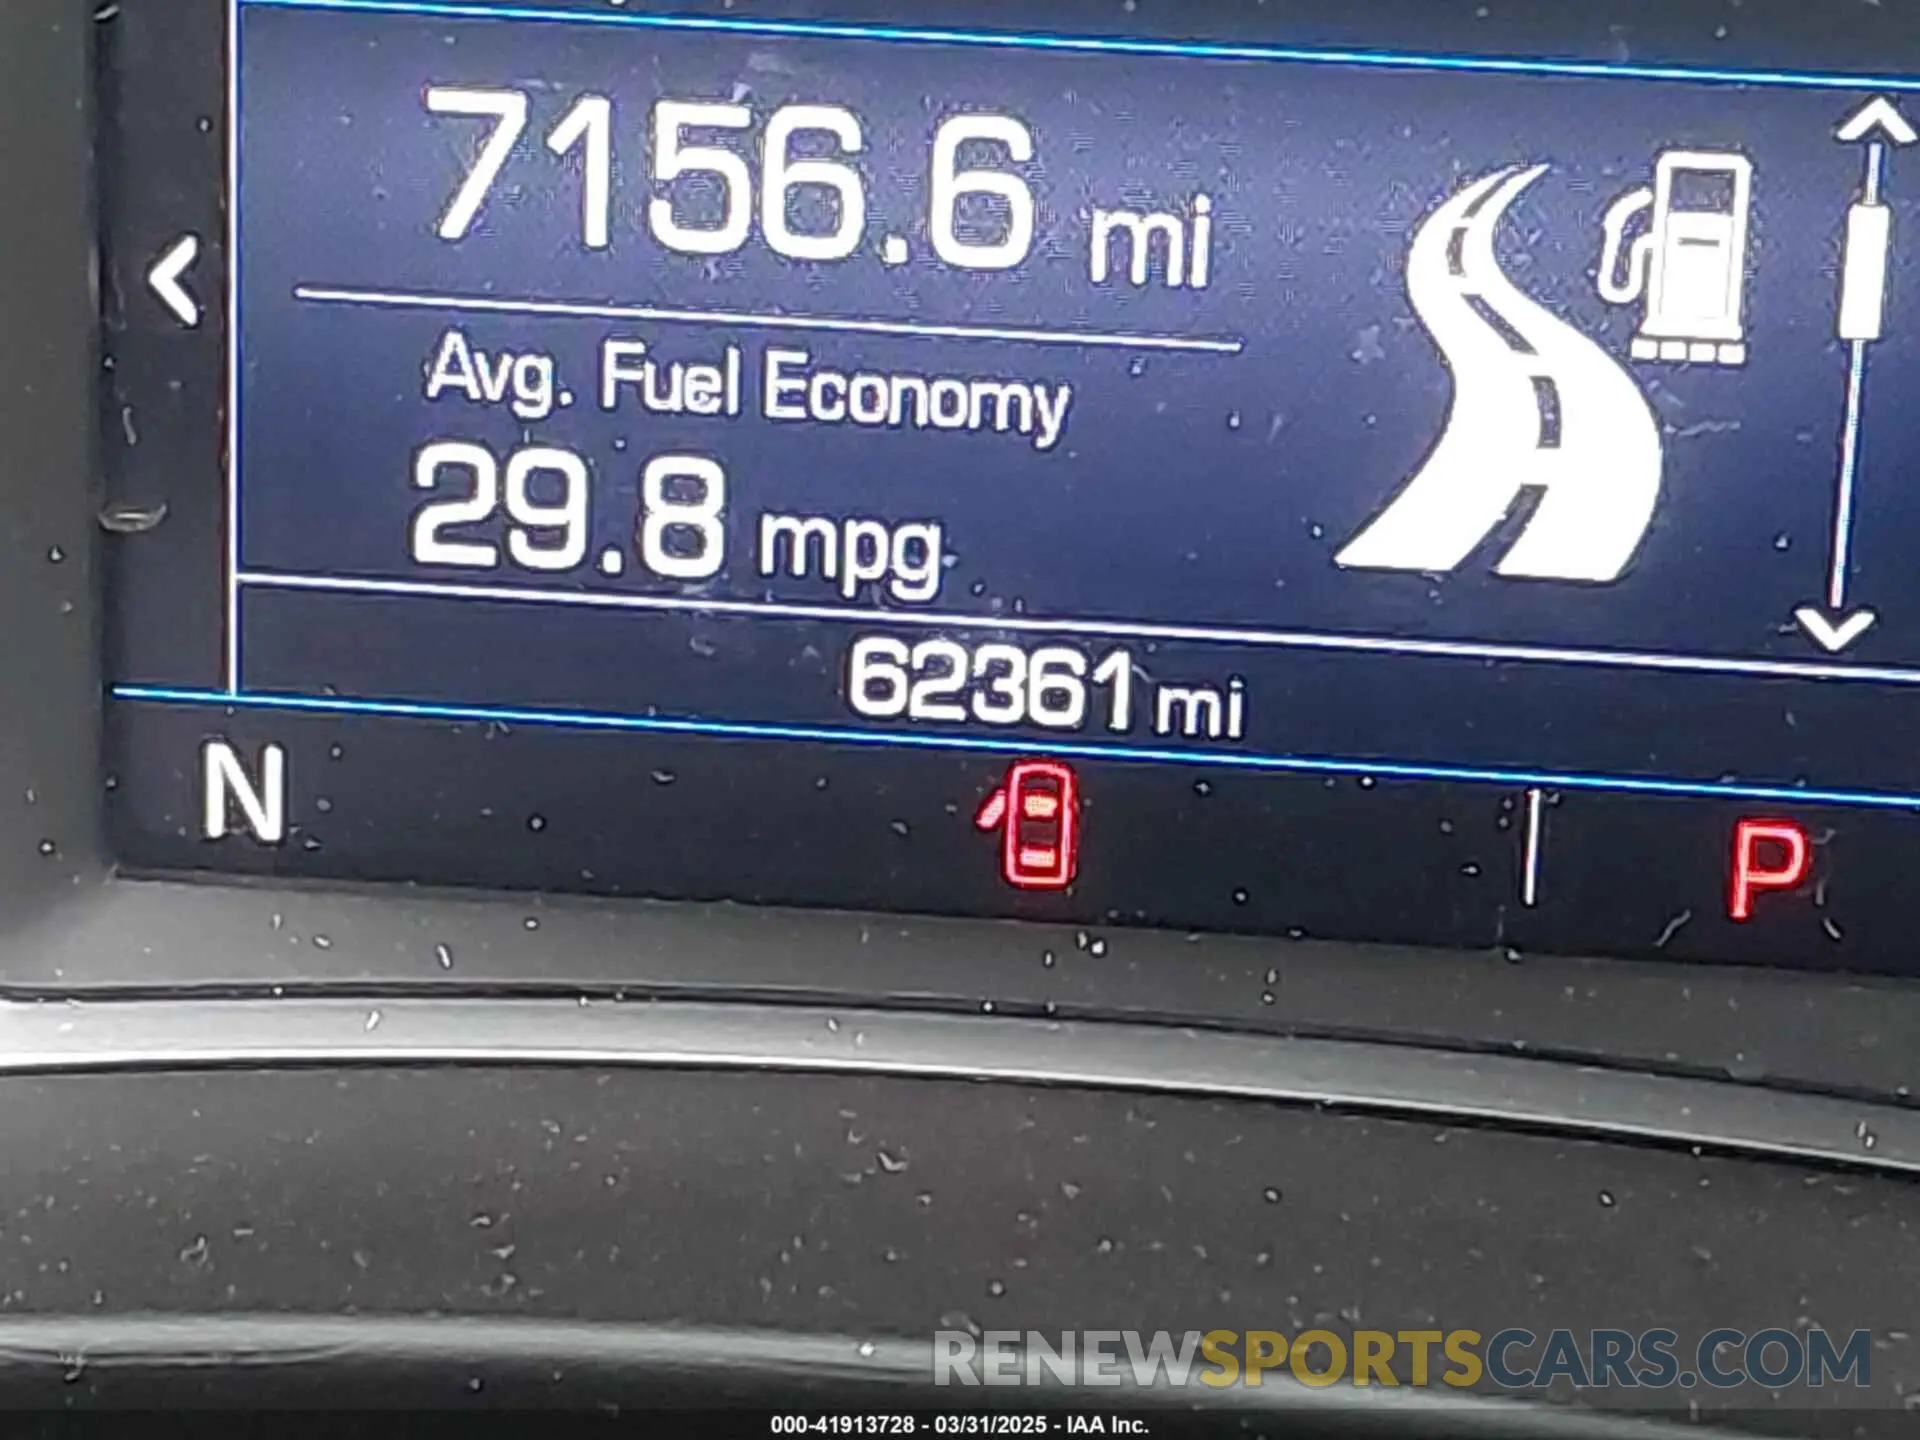 7156.6 mi
Avg. Fuel Economy
29.8 mpg
62361 mi
N
P
RENEWSPORTSCARS.COM
000-41913728 - 03/31/2025 - IAA Inc.